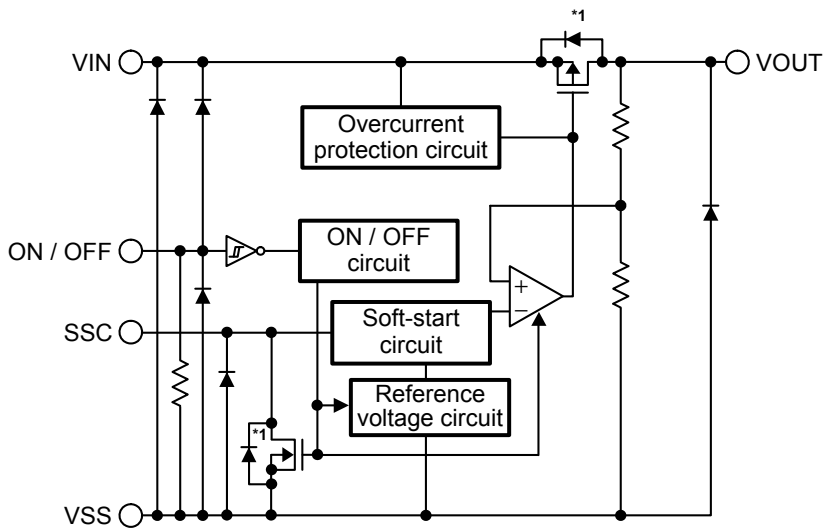 *1
VIN
VOUT
Overcurrent
protection circuit
ON / OFF
ON / OFF
circuit
+
−
SSC
Soft-start
circuit
Reference
voltage circuit
*1
VSS